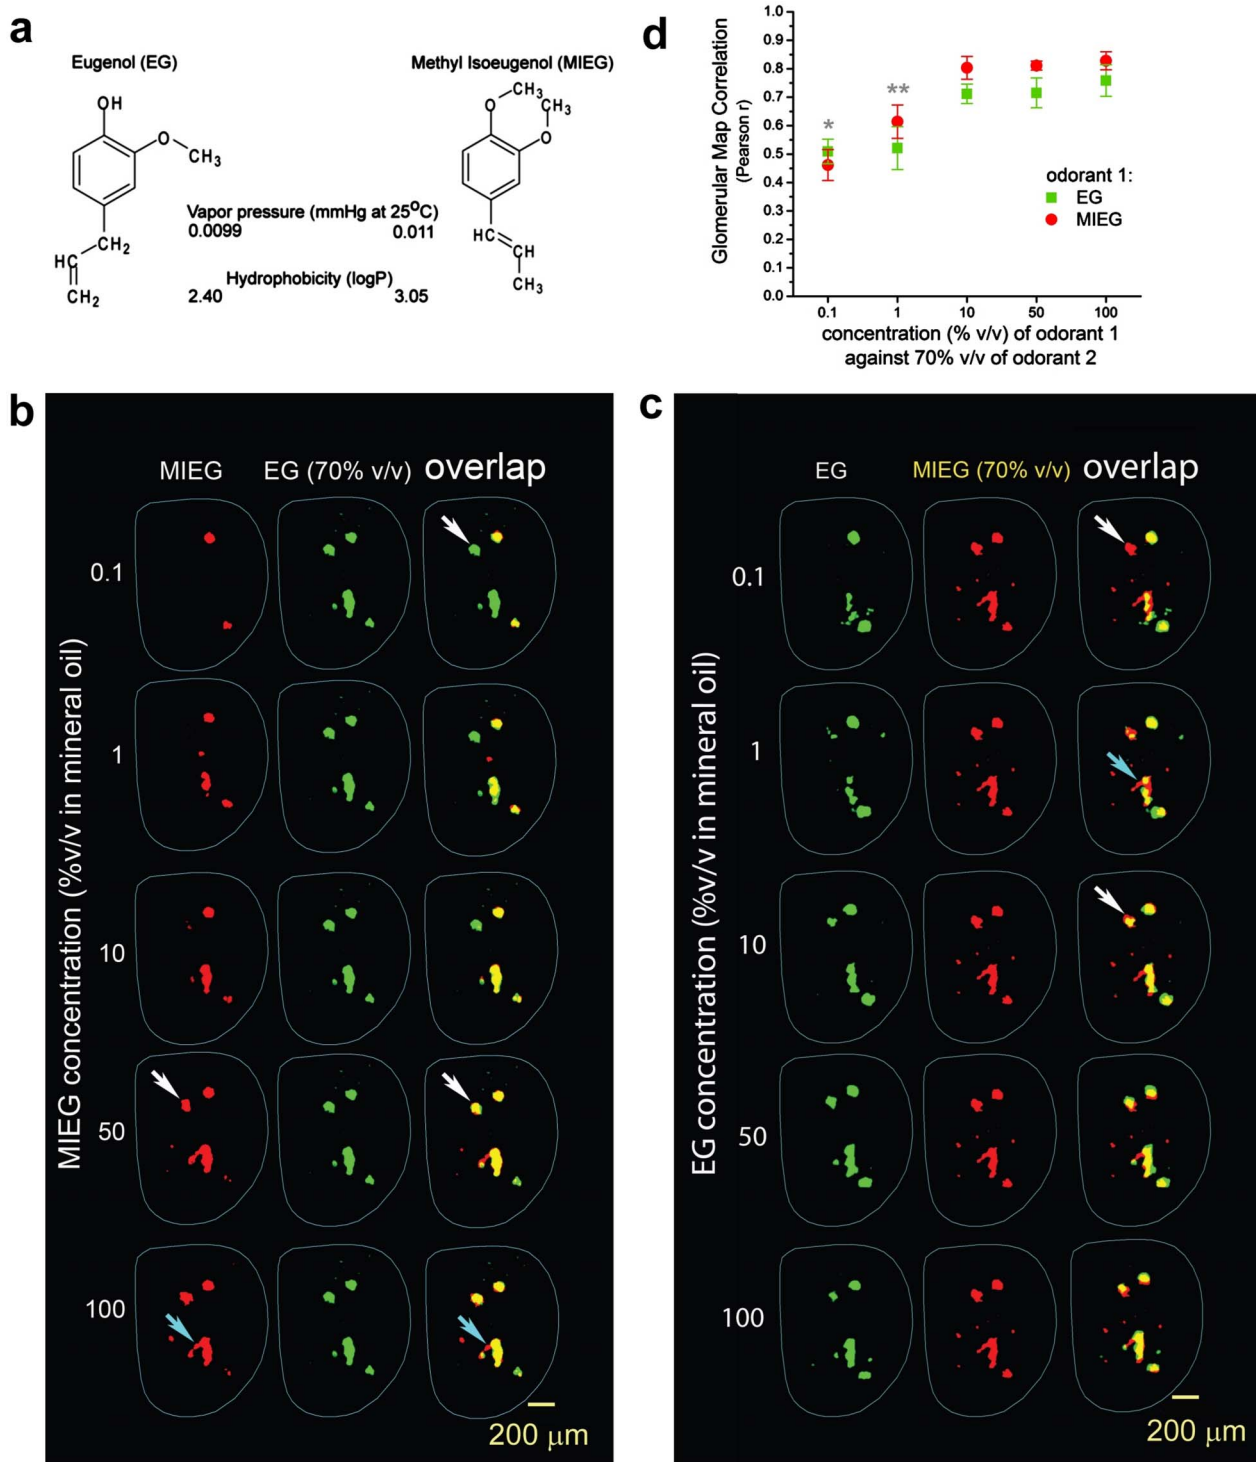 a
Eugenol (EG)
Methyl Isoeugenol (MIEG)
OH
O
CH3
CH2
HC
CH2
O
CH3
H3C
O
HC
CH
CH3
Vapor pressure (mmHg at 25°C)
0.0099 0.011
Hydrophobicity (logP)
2.40 3.05
d
Glomerular Map Correlation
(Pearson r)
1.0
0.9
0.8
0.7
0.6
0.5
0.4
0.3
0.2
0.1
0.0
*
**
odorant 1:
EG
MIEG
0.1 1 10 50 100
concentration (% v/v) of odorant 1
against 70% v/v of odorant 2
b
MIEG EG (70% v/v) overlap
MIEG concentration (%v/v in mineral oil)
0.1
1
10
50
100
200 μm
c
EG MIEG (70% v/v) overlap
EG concentration (%v/v in mineral oil)
0.1
1
10
50
100
200 μm